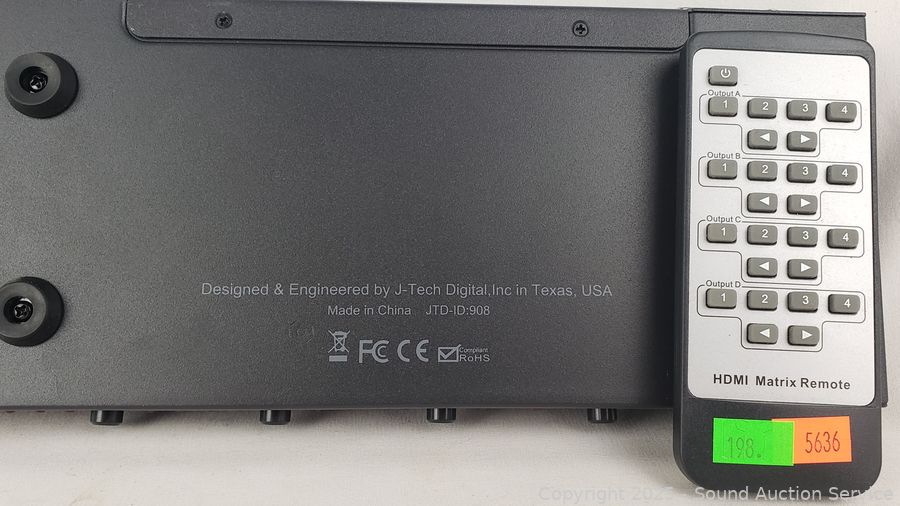 Designed & Engineered by J-Tech Digital,Inc in Texas, USA
Made in China JTD-ID:908
FC CE Compliant RoHS
Output A
1 2 3 4
Output B
1 2 3 4
Output C
1 2 3 4
Output D
1 2 3 4
HDMI Matrix Remote
198. 5636
Copyright 2025 - Sound Auction Service